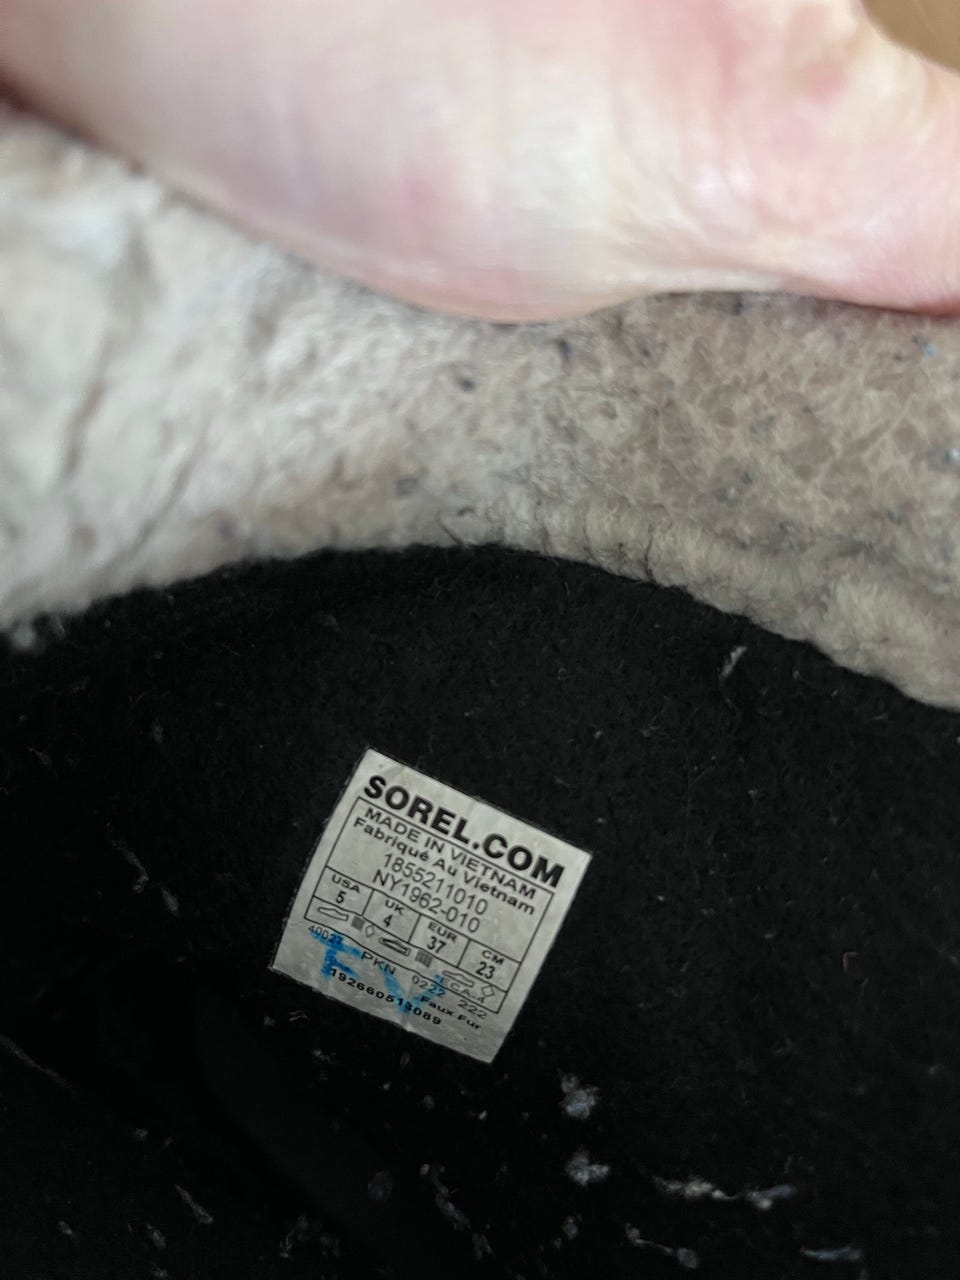 SOREL.COM
MADE IN VIETNAM
Fabriqué Au Vietnam
1855211010
NY1962-010
USA UK EUR CM
5 4 37 23
PKN 0222 222
Faux Fur